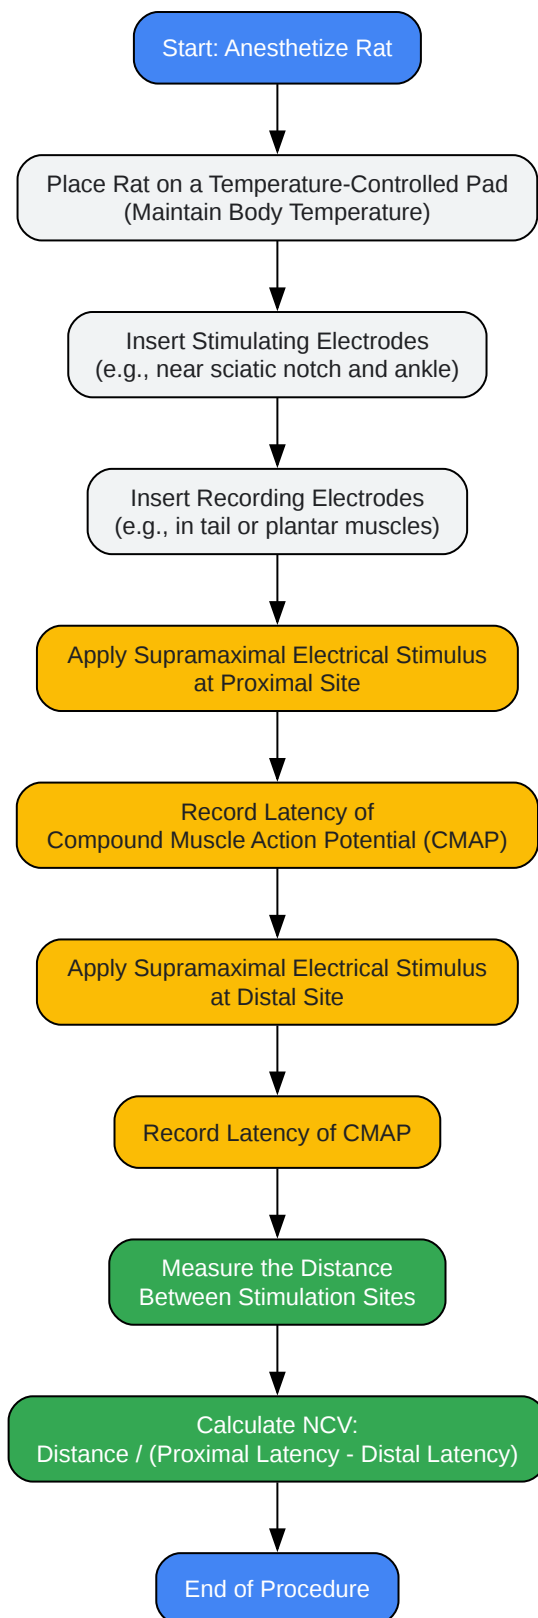 Start: Anesthetize Rat
Place Rat on a Temperature-Controlled Pad
(Maintain Body Temperature)
Insert Stimulating Electrodes
(e.g., near sciatic notch and ankle)
Insert Recording Electrodes
(e.g., in tail or plantar muscles)
Apply Supramaximal Electrical Stimulus
at Proximal Site
Record Latency of
Compound Muscle Action Potential (CMAP)
Apply Supramaximal Electrical Stimulus
at Distal Site
Record Latency of CMAP
Measure the Distance
Between Stimulation Sites
Calculate NCV:
Distance / (Proximal Latency - Distal Latency)
End of Procedure